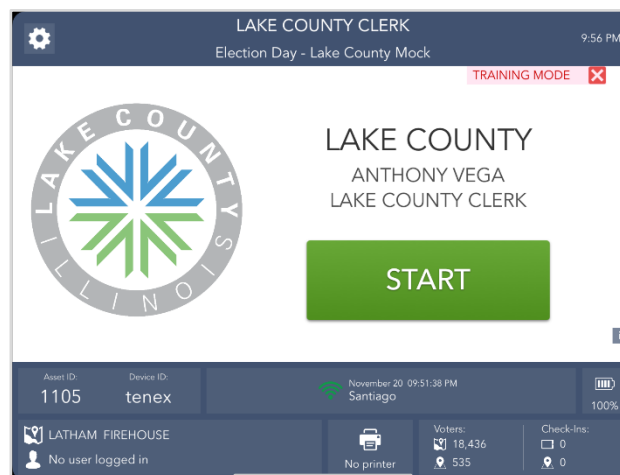 LAKE COUNTY CLERK
Election Day - Lake County Mock
9:56 PM
TRAINING MODE
LAKE COUNTY ILLINOIS
LAKE COUNTY
ANTHONY VEGA
LAKE COUNTY CLERK
START
Asset ID:
1105
Device ID:
tenex
November 20 09:51:38 PM
Santiago
100%
LATHAM FIREHOUSE
No user logged in
No printer
Voters:
18,436
535
Check-Ins:
0
0